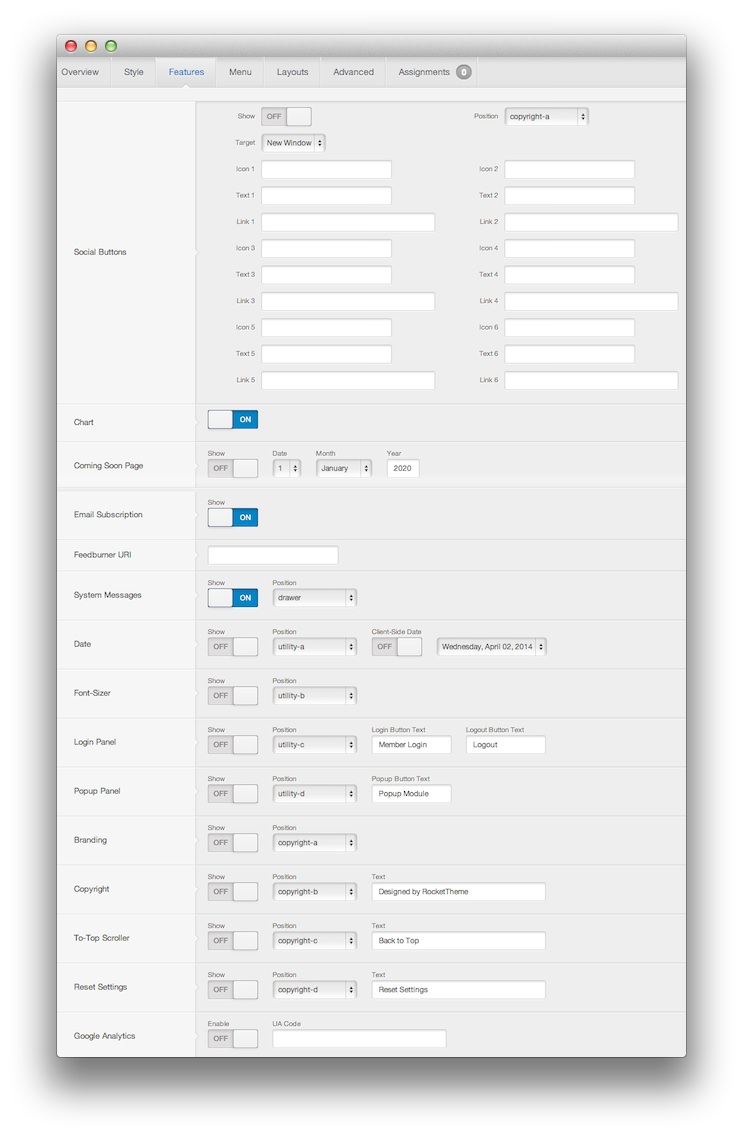 Overview Style Features Menu Layouts Advanced Assignments 0
Show OFF Position copyright-a
Target New Window
Icon 1 Icon 2
Text 1 Text 2
Link 1 Link 2
Icon 3 Icon 4
Social Buttons
Text 3 Text 4
Link 3 Link 4
Icon 5 Icon 6
Text 5 Text 6
Link 5 Link 6
Chart ON
Show Date Month Year
Coming Soon Page OFF 1 January 2020
Show
Email Subscription ON
Feedburner URI
Show Position
System Messages ON drawer
Show Position Client-Side Date
Date OFF utility-a OFF Wednesday, April 02, 2014
Show Position
Font-Sizer OFF utility-b
Show Position Login Button Text Logout Button Text
Login Panel OFF utility-c Member Login Logout
Show Position Popup Button Text
Popup Panel OFF utility-d Popup Module
Show Position
Branding OFF copyright-a
Show Position Text
Copyright OFF copyright-b Designed by RocketTheme
Show Position Text
To-Top Scroller OFF copyright-c Back to Top
Show Position Text
Reset Settings OFF copyright-d Reset Settings
Enable UA Code
Google Analytics OFF